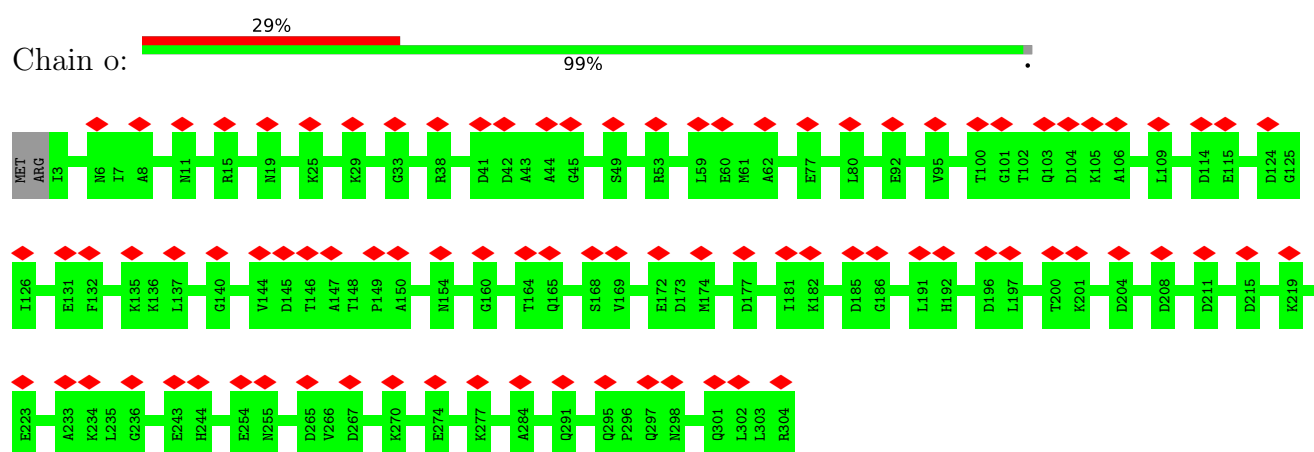 29%
Chain o:
99%
.
MET ARG I3 N6 I7 A8 N11 R15 N19 K25 K29 G33 R38 D41 D42 A43 A44 G45 S49 R53 L59 E60 M61 A62 E77 L80 E92 V95 T100 G101 T102 Q103 D104 K105 A106 L109 D114 E115 D124 G125
I126 E131 F132 K135 K136 L137 G140 V144 D145 T146 A147 T148 P149 A150 N154 G160 T164 Q165 S168 V169 E172 D173 M174 D177 I181 K182 D185 G186 L191 H192 D196 L197 T200 K201 D204 D208 D211 D215 K219
E223 A233 K234 L235 G236 E243 H244 E254 N255 D265 V266 D267 K270 E274 K277 A284 Q291 Q295 P296 Q297 N298 Q301 L302 L303 R304